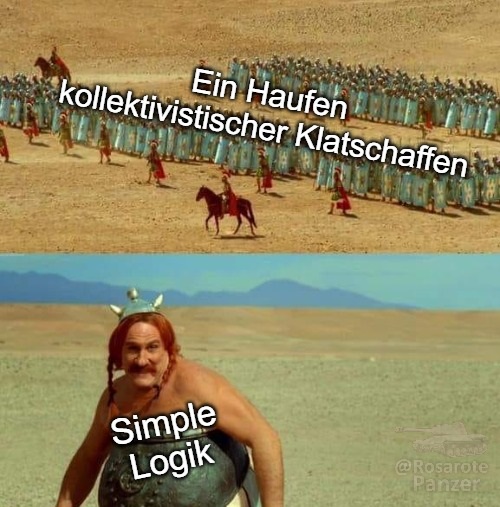 Ein Haufen
kollektivistischer Klatschaffen
Simple
Logik
@Rosarote
Panzer